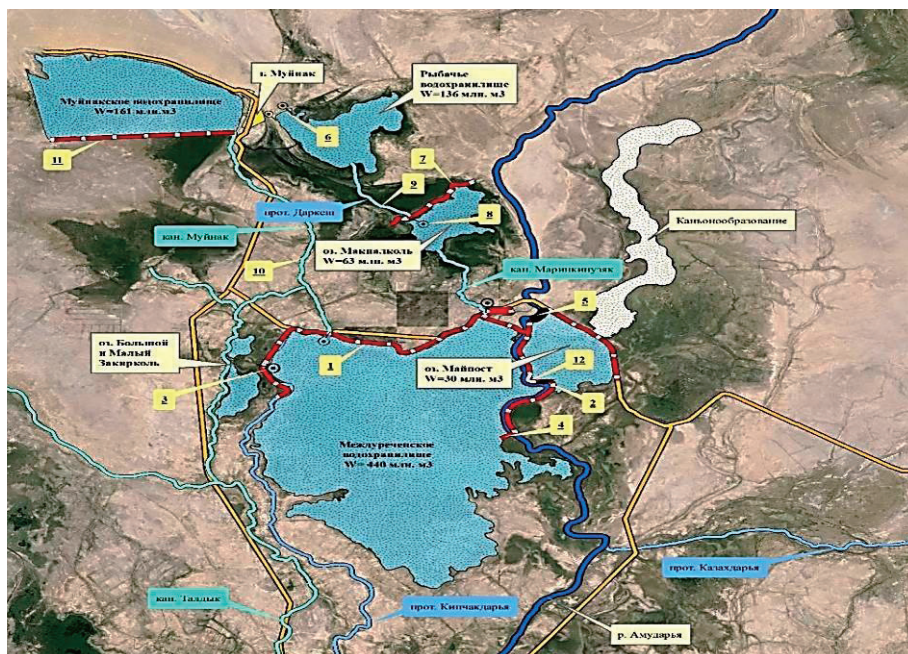 г. Муйнак
Рыбачье
водохранилище
W=136 млн. м3
Муйнакское водохранилище
W=161 млн.м3
6
11
7
9
прот. Даркеш
8
Каньонообразование
кан. Муйнак
оз. Макпалколь
W=63 млн. м3
10
кан. Маринкинузяк
5
оз. Большой
и Малый
Закирколь
1
оз. Майпост
W=30 млн. м3
12
3
2
4
Междуреченское
водохранилище
W= 440 млн. м3
прот. Казахдарья
кан. Талдык
прот. Кипчакдарья
р. Амударья